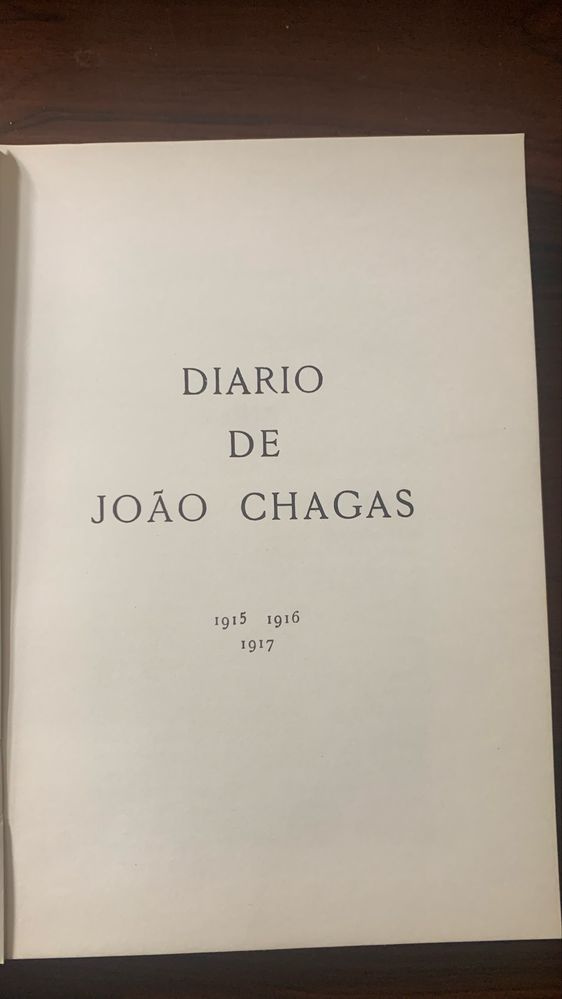 DIARIO
DE
JOÃO CHAGAS
1915 1916
1917